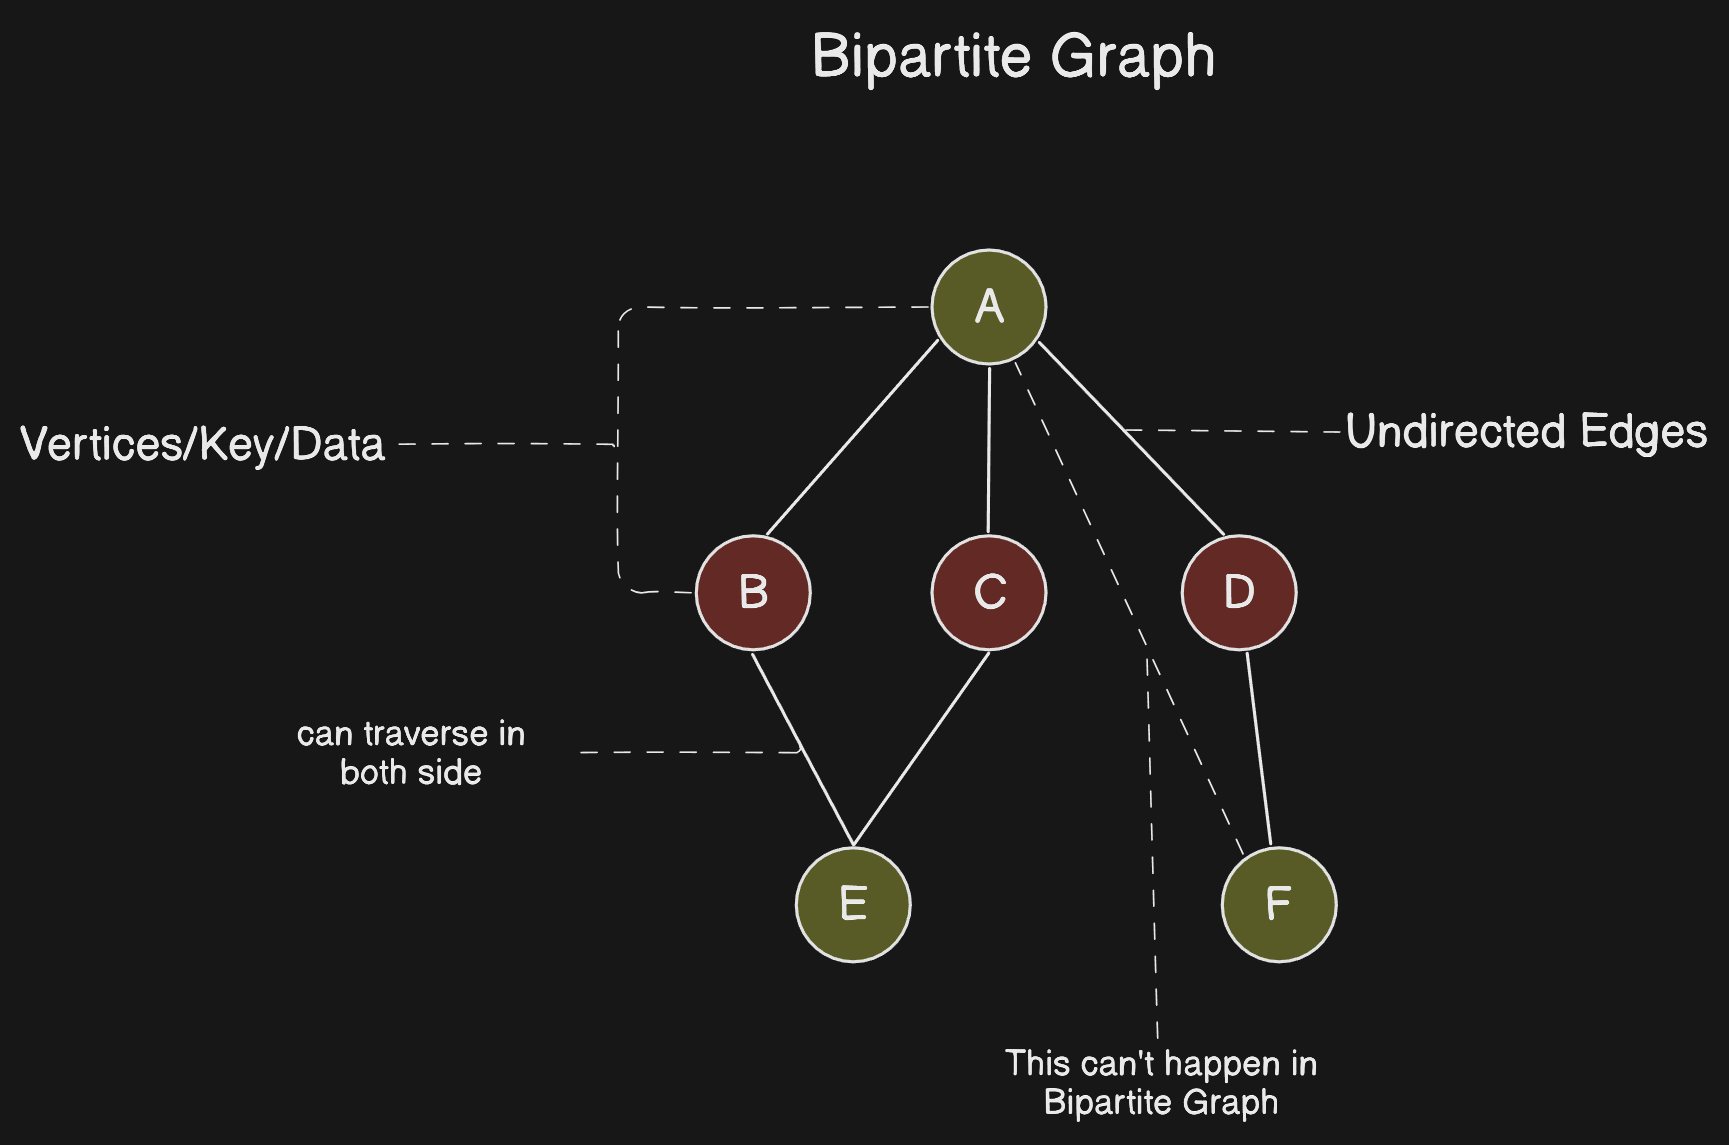 Bipartite Graph
A
Vertices/Key/Data
Undirected Edges
B
C
D
can traverse in
both side
E
F
This can't happen in
Bipartite Graph